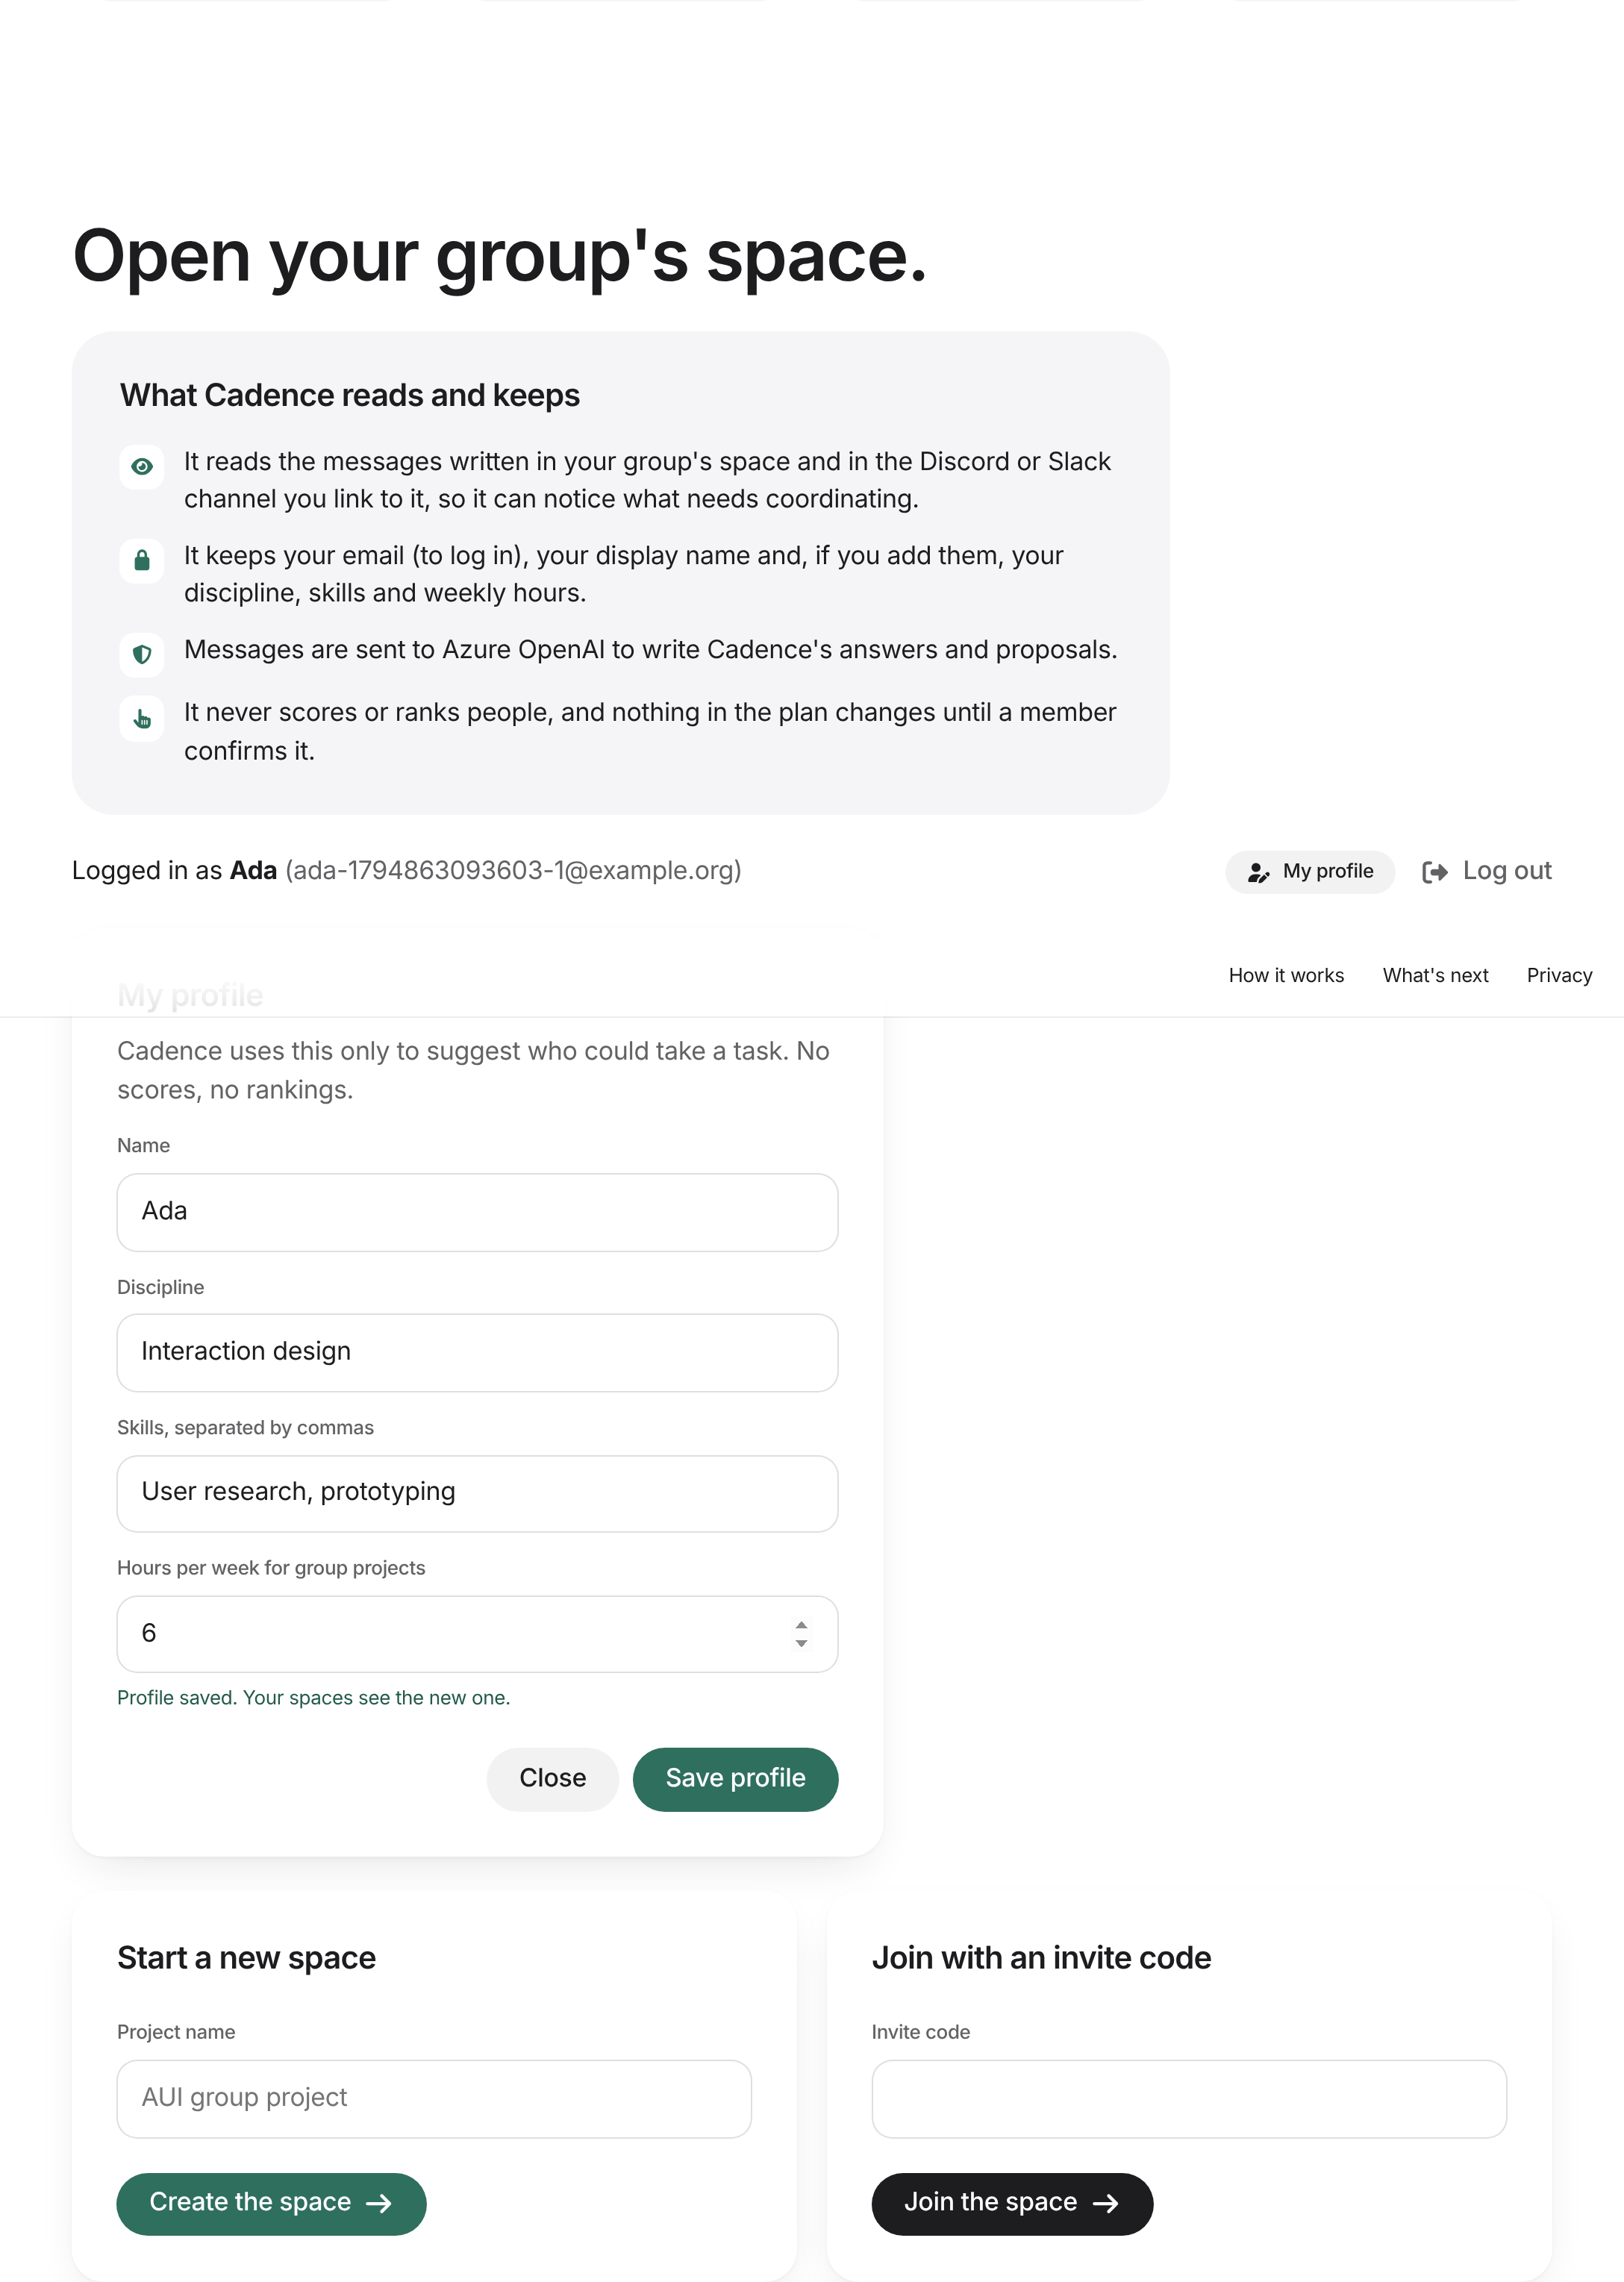 Open your group's space.
What Cadence reads and keeps
It reads the messages written in your group's space and in the Discord or Slack
channel you link to it, so it can notice what needs coordinating.
It keeps your email (to log in), your display name and, if you add them, your
discipline, skills and weekly hours.
Messages are sent to Azure OpenAI to write Cadence's answers and proposals.
It never scores or ranks people, and nothing in the plan changes until a member
confirms it.
Logged in as Ada (ada-1794863093603-1@example.org)
My profile
Log out
How it works
What's next
Privacy
My profile
Cadence uses this only to suggest who could take a task. No
scores, no rankings.
Name
Ada
Discipline
Interaction design
Skills, separated by commas
User research, prototyping
Hours per week for group projects
6
Profile saved. Your spaces see the new one.
Close
Save profile
Start a new space
Project name
AUI group project
Create the space
Join with an invite code
Invite code
Join the space